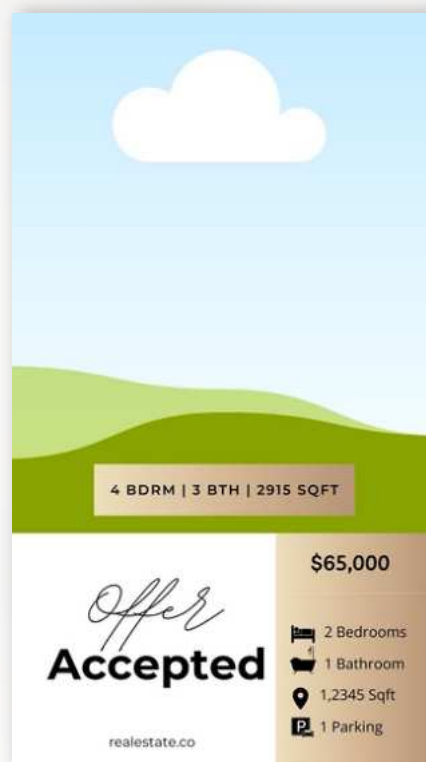 4 BDRM | 3 BTH | 2915 SQFT
Offer
Accepted
realestate.co
$65,000
2 Bedrooms
1 Bathroom
1,2345 Sqft
P 1 Parking